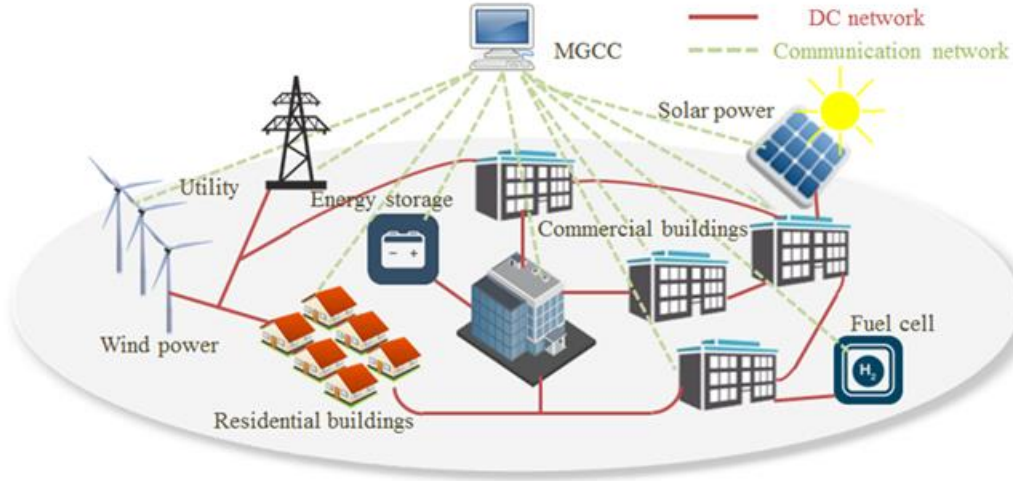 DC network
MGCC
Communication network
Solar power
Utility
Energy storage
Commercial buildings
Wind power
Fuel cell
H2
Residential buildings